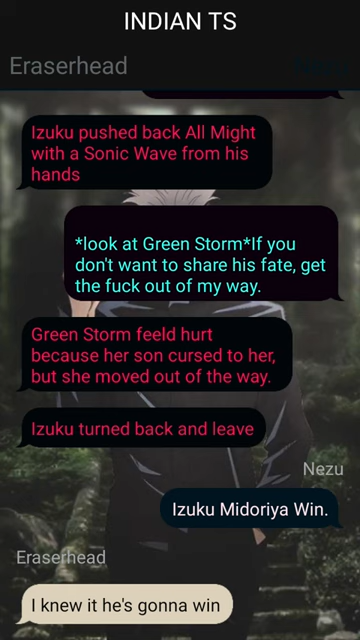 INDIAN TS
Eraserhead
Izuku pushed back All Might
with a Sonic Wave from his
hands
*look at Green Storm*If you
don't want to share his fate, get
the fuck out of my way.
Green Storm feeld hurt
because her son cursed to her,
but she moved out of the way.
Izuku turned back and leave
Nezu
Izuku Midoriya Win.
Eraserhead
I knew it he's gonna win